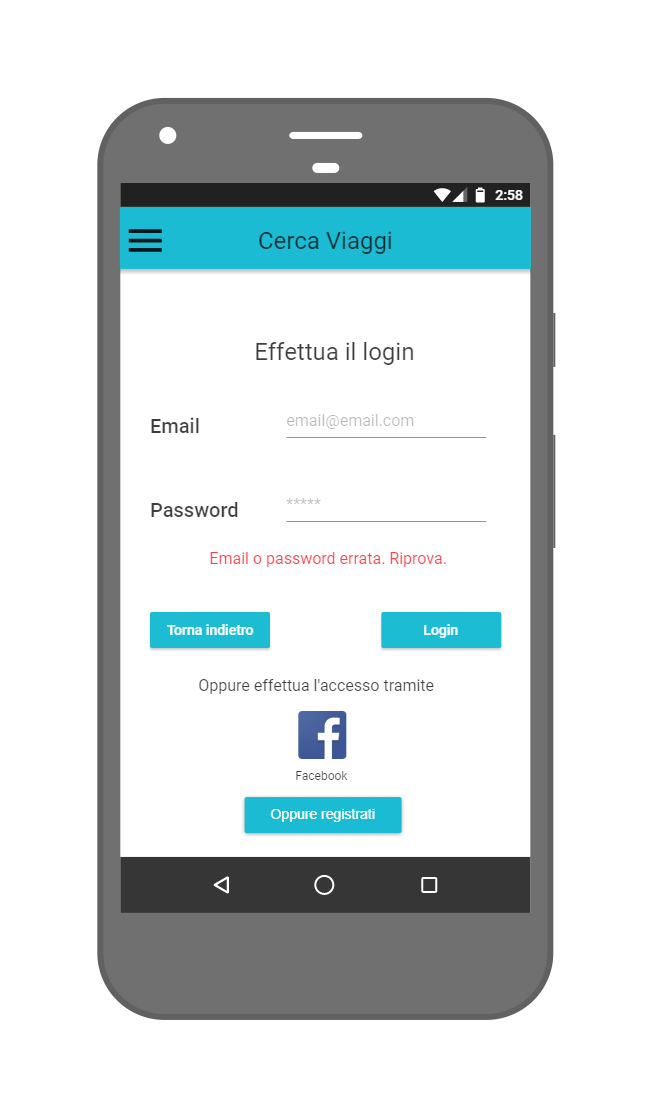 2:58
Cerca Viaggi
Effettua il login
Email
email@email.com
Password
*****
Email o password errata. Riprova.
Torna indietro
Login
Oppure effettua l'accesso tramite
Facebook
Oppure registrati